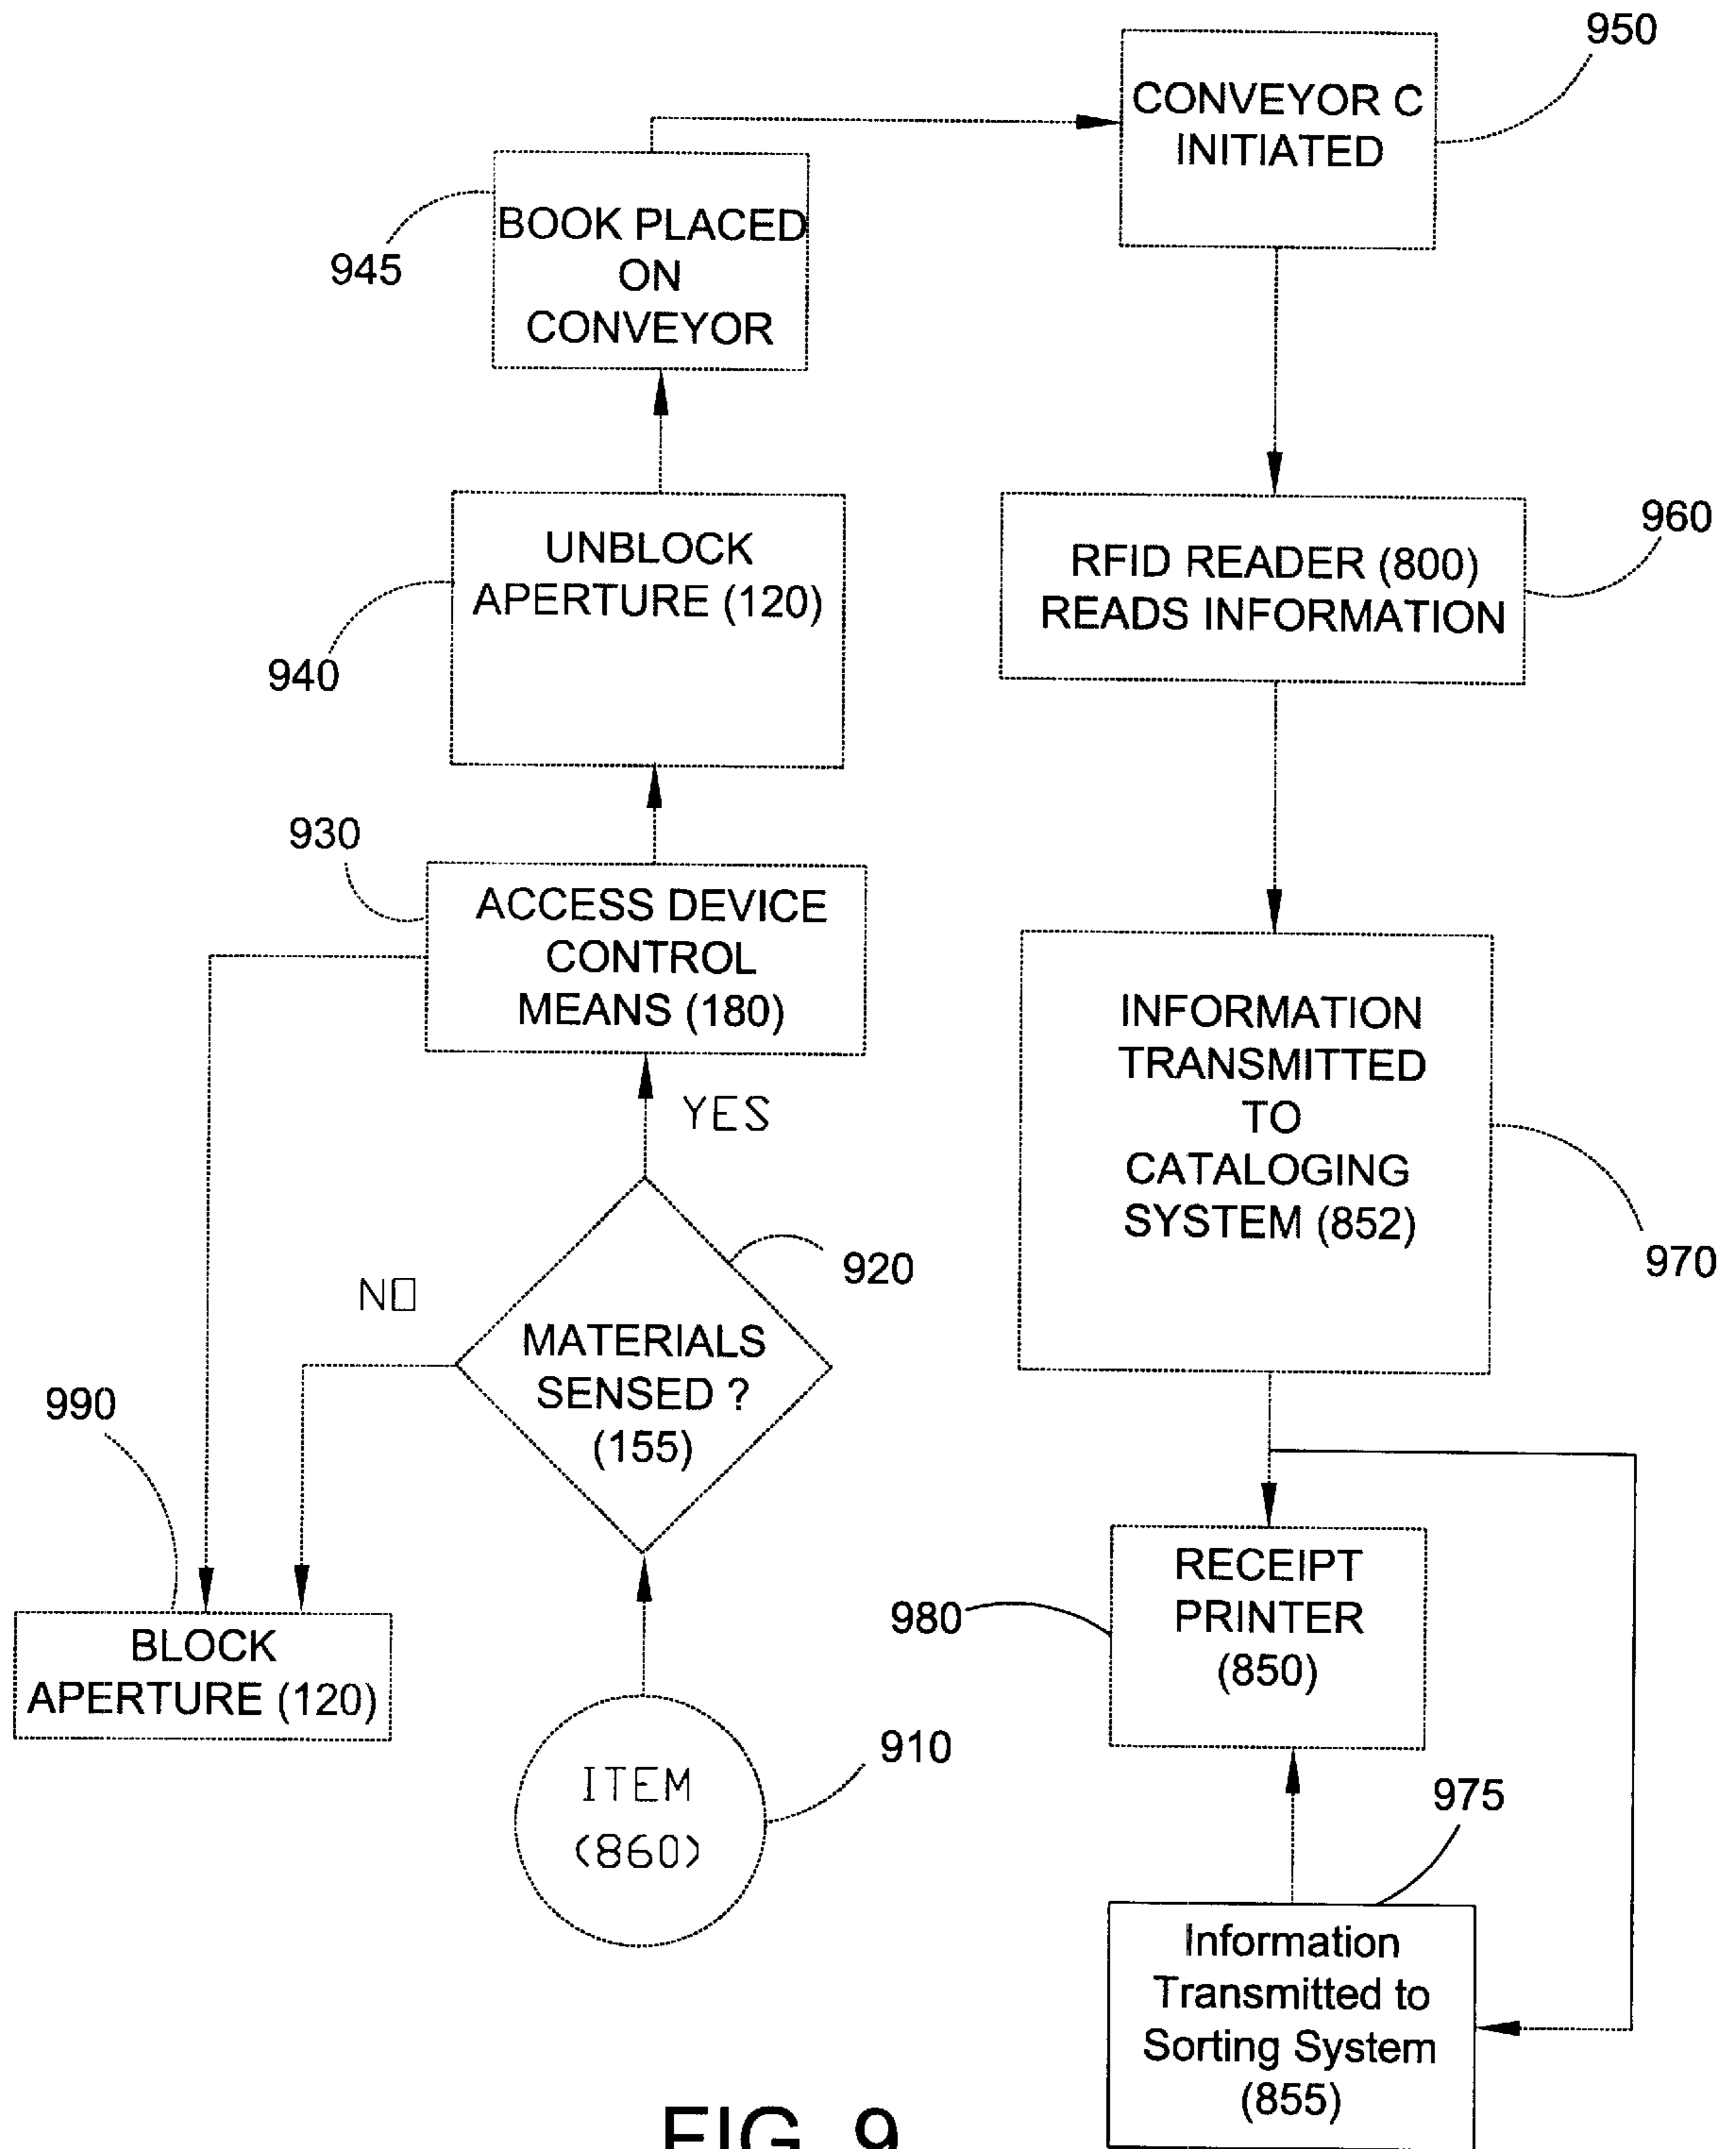 950
CONVEYOR C
INITIATED
BOOK PLACED
ON
CONVEYOR
945
960
UNBLOCK
APERTURE (120)
RFID READER (800)
READS INFORMATION
940
930
ACCESS DEVICE
CONTROL
MEANS (180)
INFORMATION
TRANSMITTED
TO
CATALOGING
SYSTEM (852)
YES
920
970
NO
MATERIALS
SENSED ?
(155)
990
RECEIPT
PRINTER
(850)
980
BLOCK
APERTURE (120)
910
ITEM
(860)
975
Information
Transmitted to
Sorting System
(855)
FIG. 9